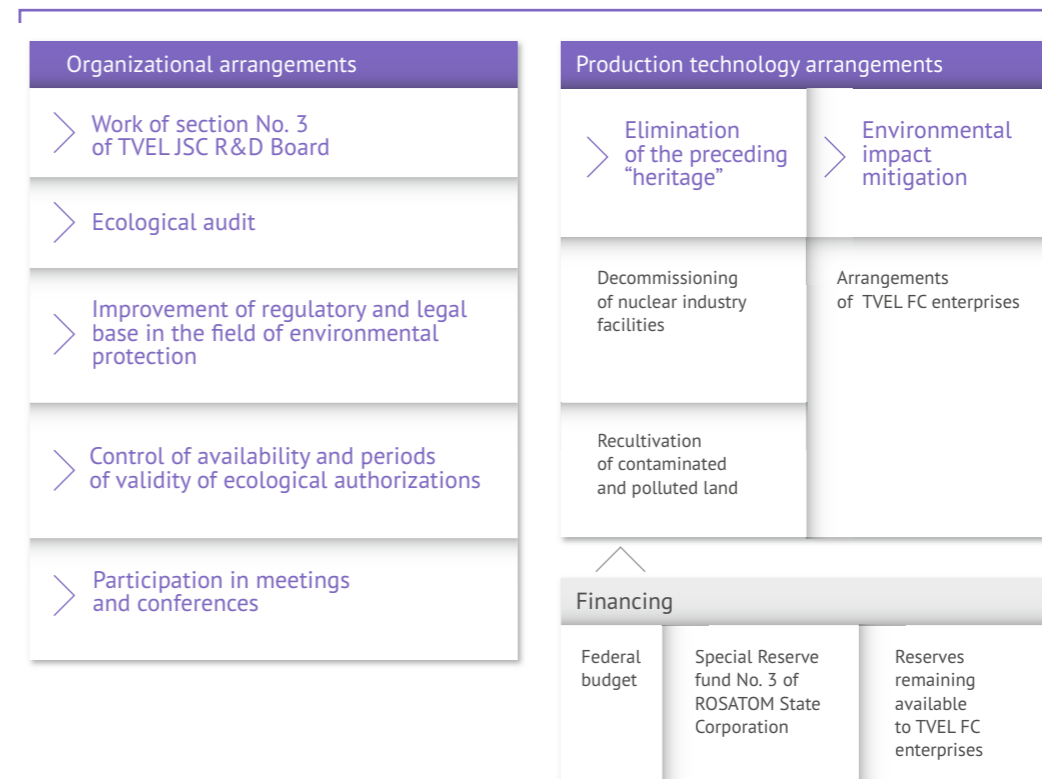 Organizational arrangements
Work of section No. 3
of TVEL JSC R&D Board
Ecological audit
Improvement of regulatory and legal
base in the field of environmental
protection
Control of availability and periods
of validity of ecological authorizations
Participation in meetings
and conferences
Production technology arrangements
Elimination
of the preceding
“heritage”
Environmental
impact
mitigation
Decommissioning
of nuclear industry
facilities
Arrangements
of TVEL FC enterprises
Recultivation
of contaminated
and polluted land
Financing
Federal
budget
Special Reserve
fund No. 3 of
ROSATOM State
Corporation
Reserves
remaining
available
to TVEL FC
enterprises